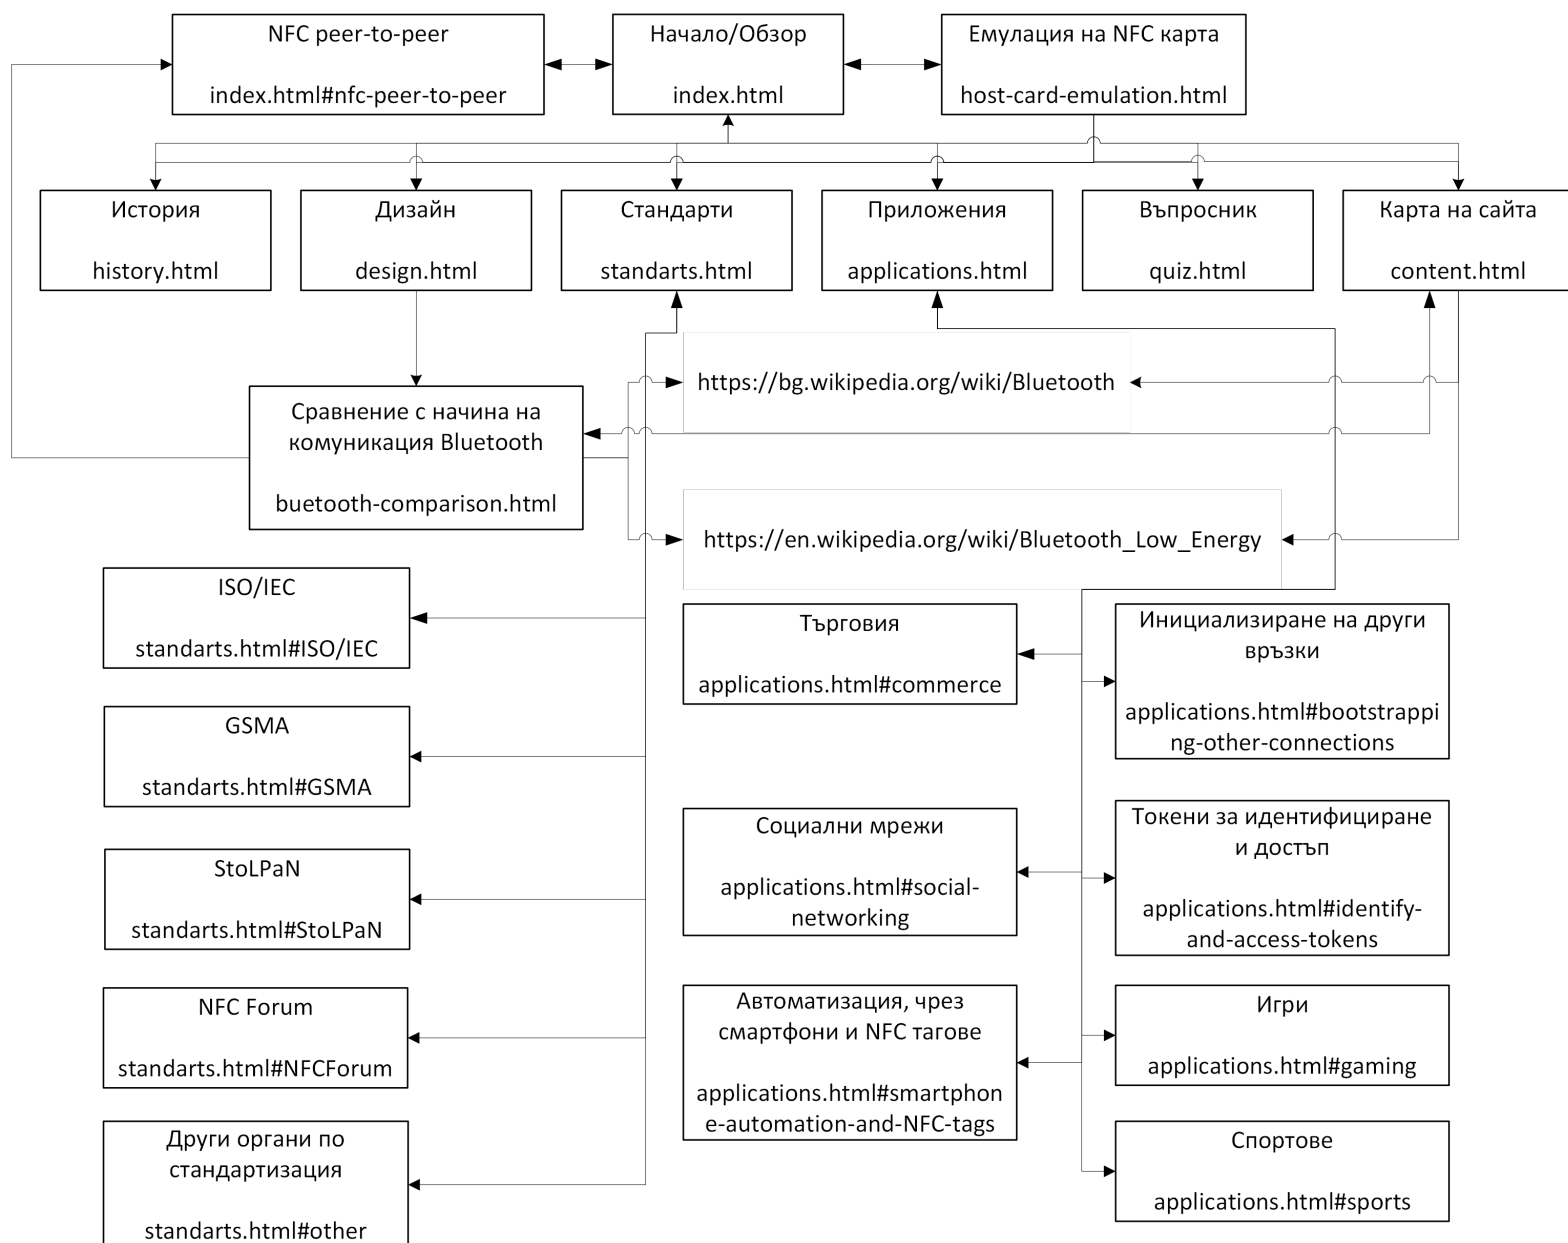 NFC peer-to-peer
index.html#nfc-peer-to-peer
Начало/Обзор
index.html
Емулация на NFC карта
host-card-emulation.html
История
history.html
Дизайн
design.html
Стандарти
standarts.html
Приложения
applications.html
Въпросник
quiz.html
Карта на сайта
content.html
https://bg.wikipedia.org/wiki/Bluetooth
Сравнение с начина на
комуникация Bluetooth
buetooth-comparison.html
https://en.wikipedia.org/wiki/Bluetooth_Low_Energy
ISO/IEC
standarts.html#ISO/IEC
GSMA
standarts.html#GSMA
StoLPaN
standarts.html#StoLPaN
NFC Forum
standarts.html#NFCForum
Други органи по
стандартизация
standarts.html#other
Търговия
applications.html#commerce
Социални мрежи
applications.html#social-
networking
Автоматизация, чрез
смартфони и NFC тагове
applications.html#smartphon
e-automation-and-NFC-tags
Инициализиране на други
връзки
applications.html#bootstrappi
ng-other-connections
Токени за идентифициране
и достъп
applications.html#identify-
and-access-tokens
Игри
applications.html#gaming
Спортове
applications.html#sports